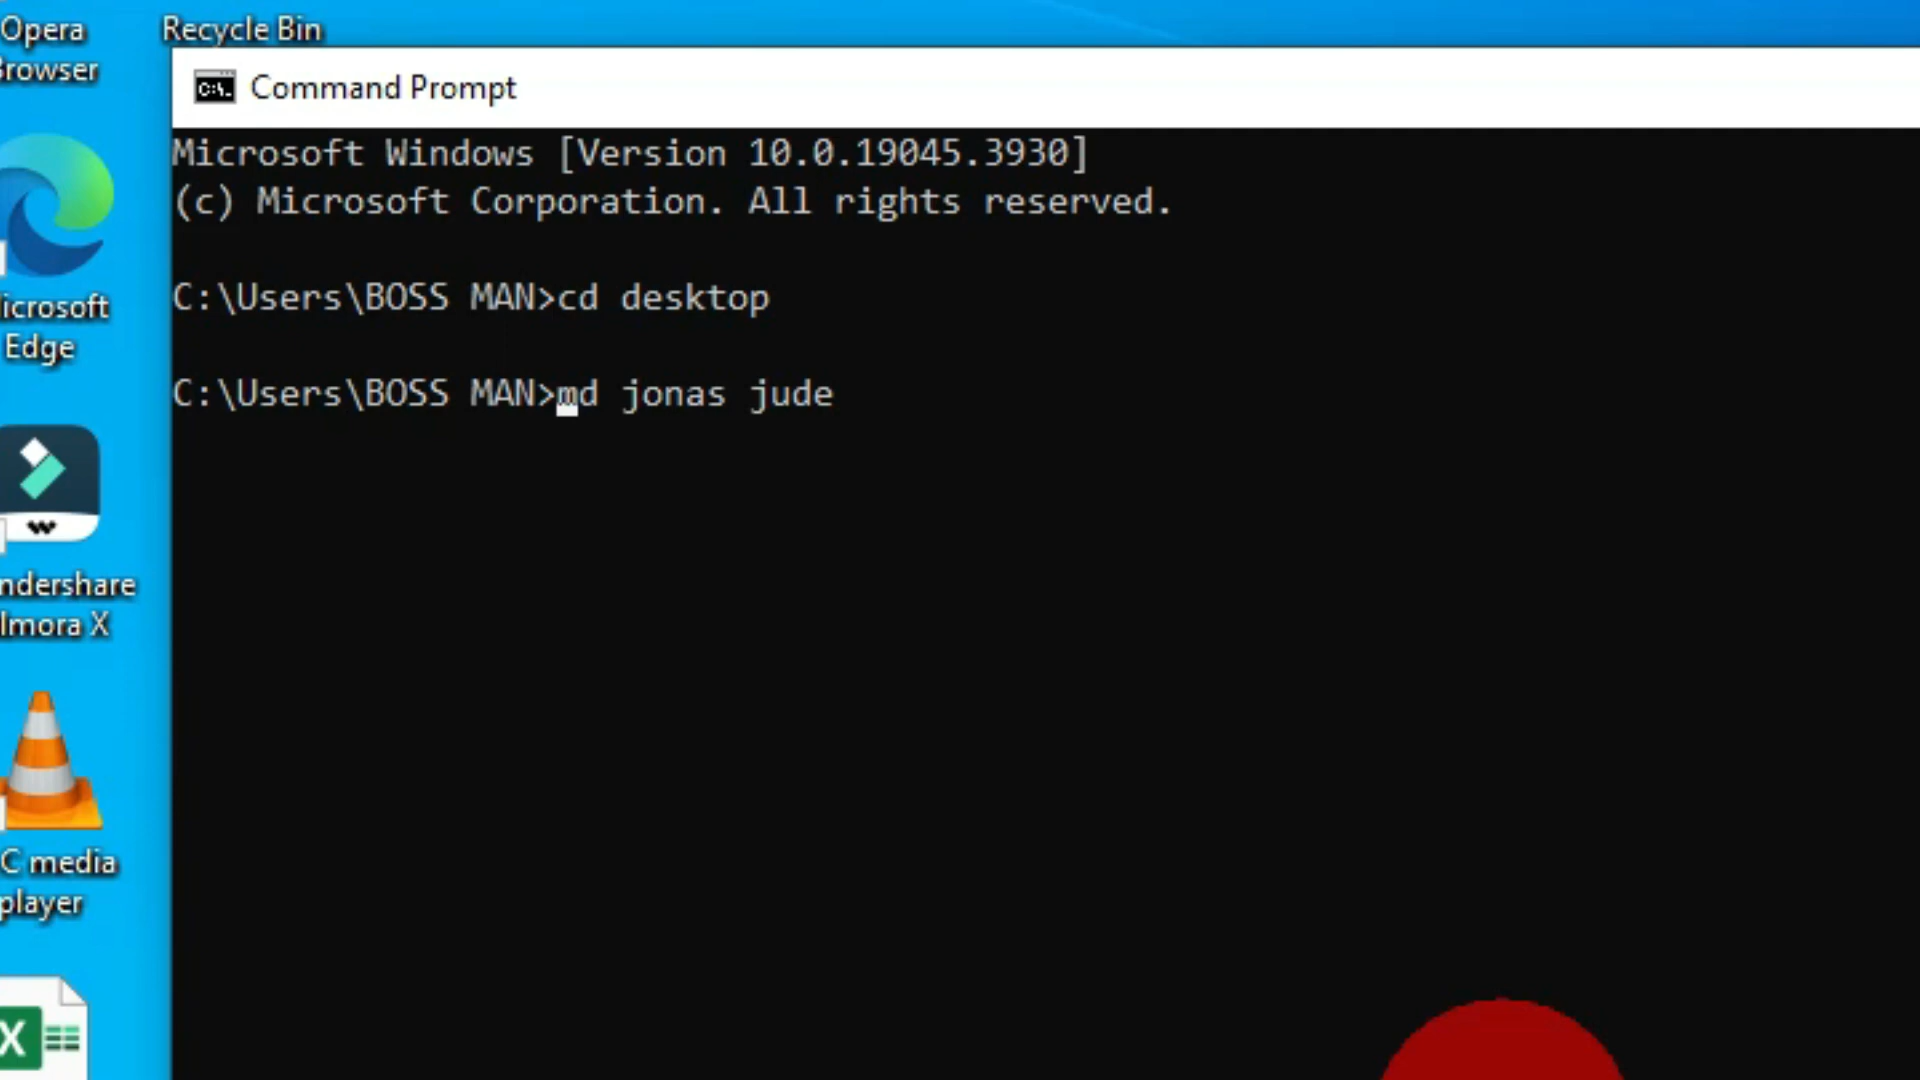 Opera
Browser
Recycle Bin
Command Prompt
Microsoft Windows [Version 10.0.19045.3930]
(c) Microsoft Corporation. All rights reserved.
C:\Users\BOSS MAN>cd desktop
C:\Users\BOSS MAN>md jonas jude
icrosoft
Edge
ndershare
lmora X
C media
player
X